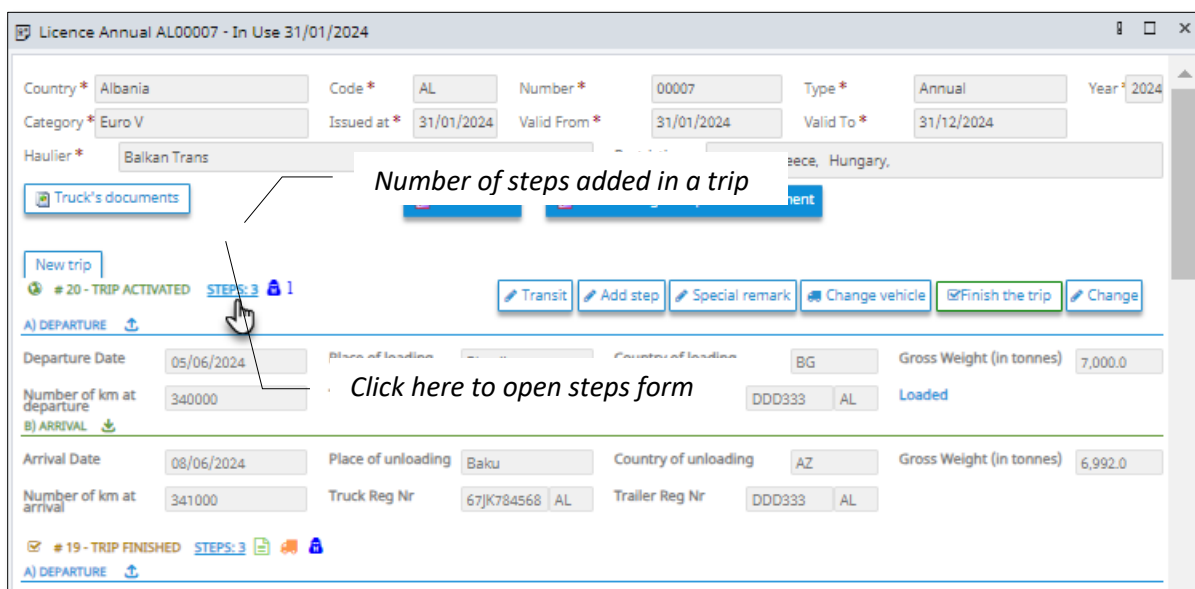 Licence Annual AL00007 - In Use 31/01/2024
Country * Albania Code * AL Number * 00007 Type * Annual Year * 2024
Category * Euro V Issued at * 31/01/2024 Valid From * 31/01/2024 Valid To * 31/12/2024
Haulier * Balkan Trans Hungary,
Number of steps added in a trip
Truck's documents
New trip
# 20 - TRIP ACTIVATED STEPS: 3 1 Transit Add step Special remark Change vehicle Finish the trip Change
A) DEPARTURE
Departure Date 05/06/2024 Place of loading Country of loading BG Gross Weight (in tonnes) 7,000.0
Click here to open steps form
Number of km at departure 340000 DDD333 AL Loaded
B) ARRIVAL
Arrival Date 08/06/2024 Place of unloading Baku Country of unloading AZ Gross Weight (in tonnes) 6,992.0
Number of km at arrival 341000 Truck Reg Nr 67JK784568 AL Trailer Reg Nr DDD333 AL
# 19 - TRIP FINISHED STEPS: 3
A) DEPARTURE